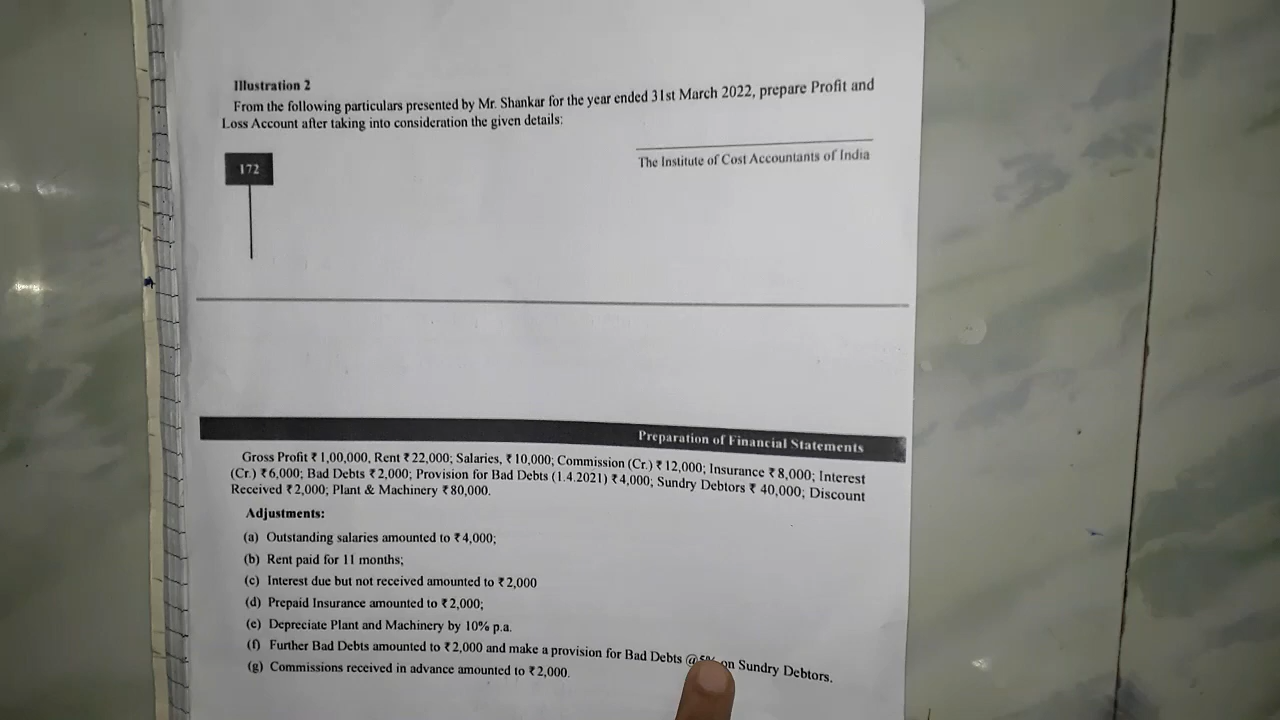 Illustration 2
From the following particulars presented by Mr. Shankar for the year ended 31st March 2022, prepare Profit and
Loss Account after taking into consideration the given details:
The Institute of Cost Accountants of India
172
Preparation of Financial Statements
Gross Profit ₹ 1,00,000, Rent ₹ 22,000; Salaries, ₹ 10,000; Commission (Cr.) ₹ 12,000; Insurance ₹ 8,000; Interest
(Cr.) ₹ 6,000; Bad Debts ₹ 2,000; Provision for Bad Debts (1.4.2021) ₹ 4,000; Sundry Debtors ₹ 40,000; Discount
Received ₹ 2,000; Plant & Machinery ₹ 80,000.
Adjustments:
(a) Outstanding salaries amounted to ₹ 4,000;
(b) Rent paid for 11 months;
(c) Interest due but not received amounted to ₹ 2,000
(d) Prepaid Insurance amounted to ₹ 2,000;
(e) Depreciate Plant and Machinery by 10% p.a.
(f) Further Bad Debts amounted to ₹ 2,000 and make a provision for Bad Debts @ on Sundry Debtors.
(g) Commissions received in advance amounted to ₹ 2,000.